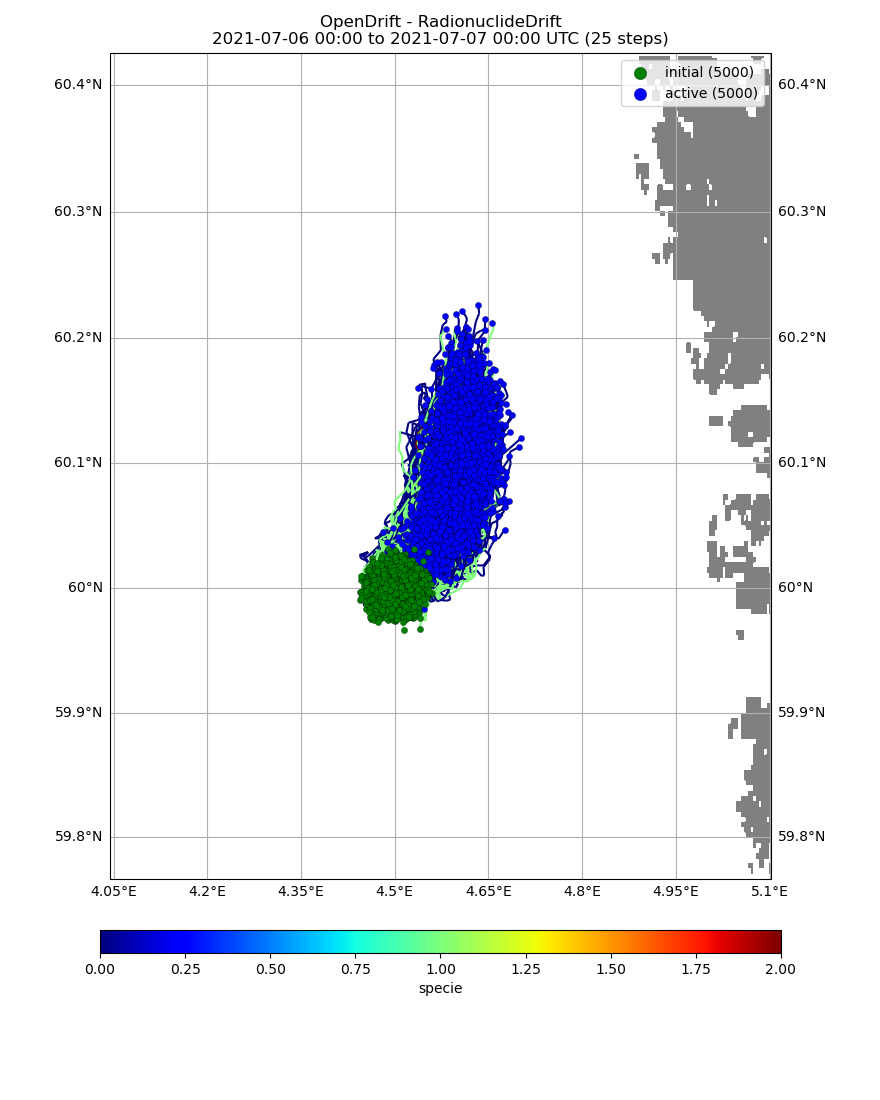 OpenDrift - RadionuclideDrift
2021-07-06 00:00 to 2021-07-07 00:00 UTC (25 steps)
initial (5000)
active (5000)
60.4°N 60.4°N
60.3°N 60.3°N
60.2°N 60.2°N
60.1°N 60.1°N
60°N 60°N
59.9°N 59.9°N
59.8°N 59.8°N
4.05°E 4.2°E 4.35°E 4.5°E 4.65°E 4.8°E 4.95°E 5.1°E
0.00 0.25 0.50 0.75 1.00 1.25 1.50 1.75 2.00
specie